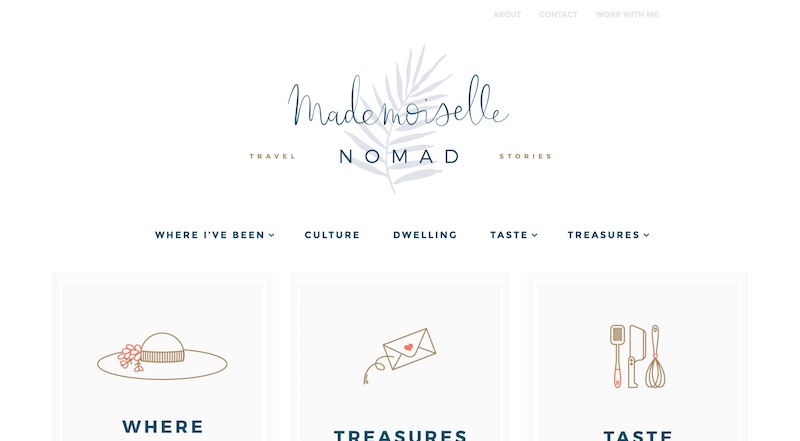 ABOUT CONTACT WORK WITH ME
Mademoiselle
TRAVEL NOMAD STORIES
WHERE I'VE BEEN CULTURE DWELLING TASTE TREASURES
WHERE
TREASURES
TASTE